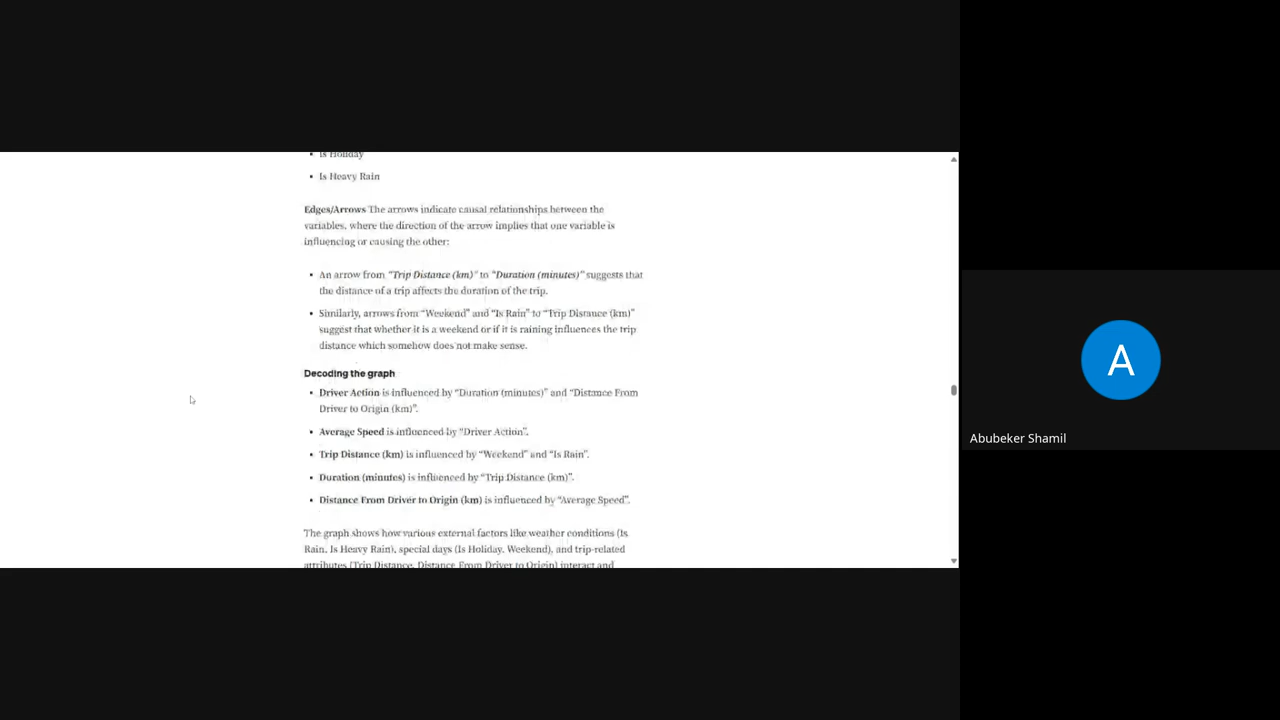 Is Holiday
Is Heavy Rain
Edges/Arrows The arrows indicate causal relationships between the
variables, where the direction of the arrow implies that one variable is
influencing or causing the other:
An arrow from "Trip Distance (km)" to "Duration (minutes)" suggests that
the distance of a trip affects the duration of the trip.
Similarly, arrows from "Weekend" and "Is Rain" to "Trip Distance (km)"
suggest that whether it is a weekend or if it is raining influences the trip
distance which somehow does not make sense.
Decoding the graph
Driver Action is influenced by "Duration (minutes)" and "Distance From
Driver to Origin (km)".
Average Speed is influenced by "Driver Action".
Trip Distance (km) is influenced by "Weekend" and "Is Rain".
Duration (minutes) is influenced by "Trip Distance (km)".
Distance From Driver to Origin (km) is influenced by "Average Speed".
The graph shows how various external factors like weather conditions (Is
Rain, Is Heavy Rain), special days (Is Holiday, Weekend), and trip-related
attributes (Trip Distance, Distance From Driver to Origin) interact and
A
Abubeker Shamil